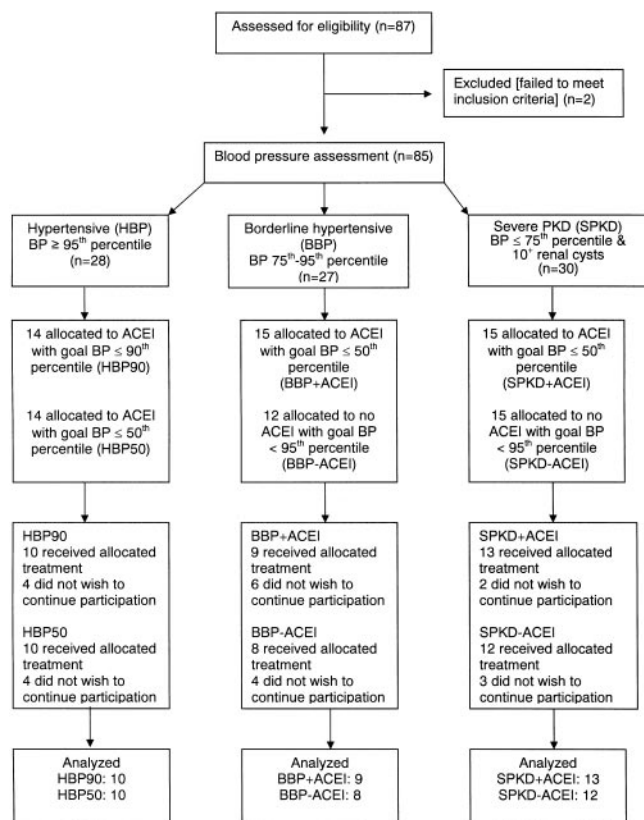 Assessed for eligibility (n=87)
Excluded [failed to meet
inclusion criteria] (n=2)
Blood pressure assessment (n=85)
Hypertensive (HBP)
BP ≥ 95th percentile
(n=28)
Borderline hypertensive
(BBP)
BP 75th-95th percentile
(n=27)
Severe PKD (SPKD)
BP ≤ 75th percentile &
10+ renal cysts
(n=30)
14 allocated to ACEI
with goal BP ≤ 90th
percentile (HBP90)
14 allocated to ACEI
with goal BP ≤ 50th
percentile (HBP50)
15 allocated to ACEI
with goal BP ≤ 50th
percentile
(BBP+ACEI)
12 allocated to no
ACEI with goal BP
< 95th percentile
(BBP-ACEI)
15 allocated to ACEI
with goal BP ≤ 50th
percentile
(SPKD+ACEI)
15 allocated to no
ACEI with goal BP
< 95th percentile
(SPKD-ACEI)
HBP90
10 received allocated
treatment
4 did not wish to
continue participation
HBP50
10 received allocated
treatment
4 did not wish to
continue participation
BBP+ACEI
9 received allocated
treatment
6 did not wish to
continue participation
BBP-ACEI
8 received allocated
treatment
4 did not wish to
continue participation
SPKD+ACEI
13 received allocated
treatment
2 did not wish to
continue participation
SPKD-ACEI
12 received allocated
treatment
3 did not wish to
continue participation
Analyzed
HBP90: 10
HBP50: 10
Analyzed
BBP+ACEI: 9
BBP-ACEI: 8
Analyzed
SPKD+ACEI: 13
SPKD-ACEI: 12